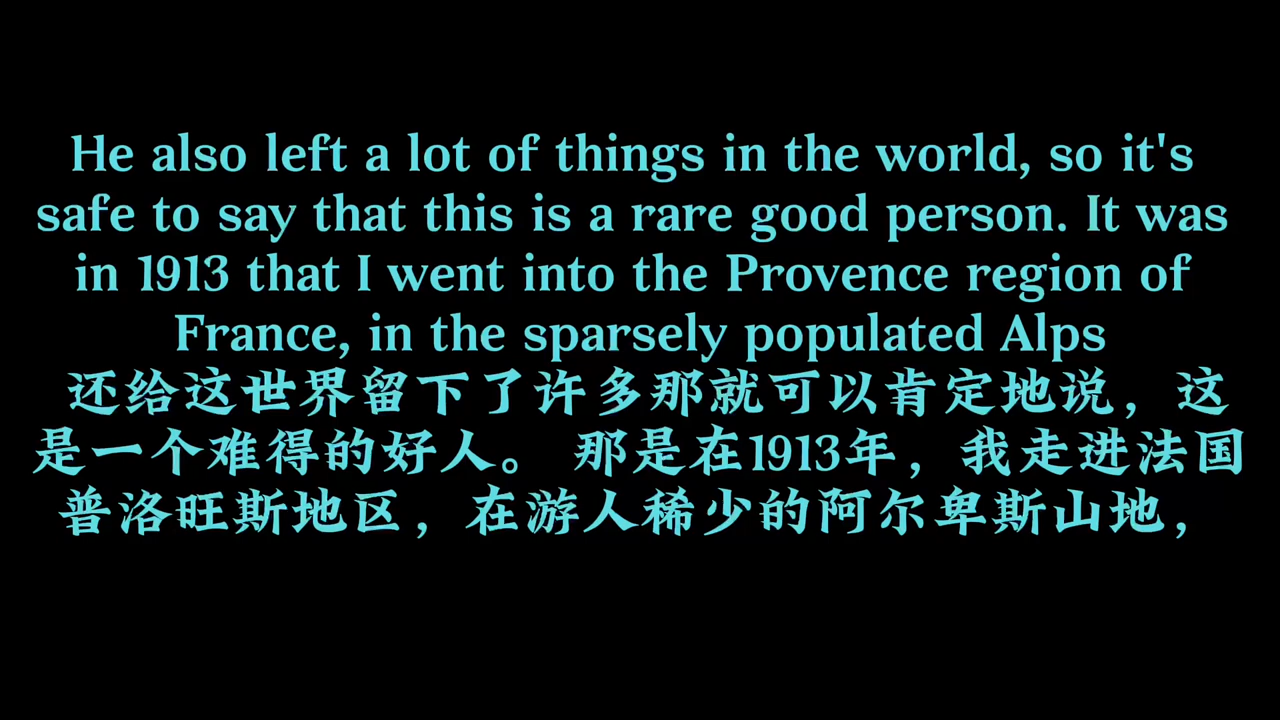 He also left a lot of things in the world, so it's
safe to say that this is a rare good person. It was
in 1913 that I went into the Provence region of
France, in the sparsely populated Alps
还给这世界留下了许多那就可以肯定地说，这
是一个难得的好人。 那是在1913年，我走进法国
普洛旺斯地区，在游人稀少的阿尔卑斯山地，